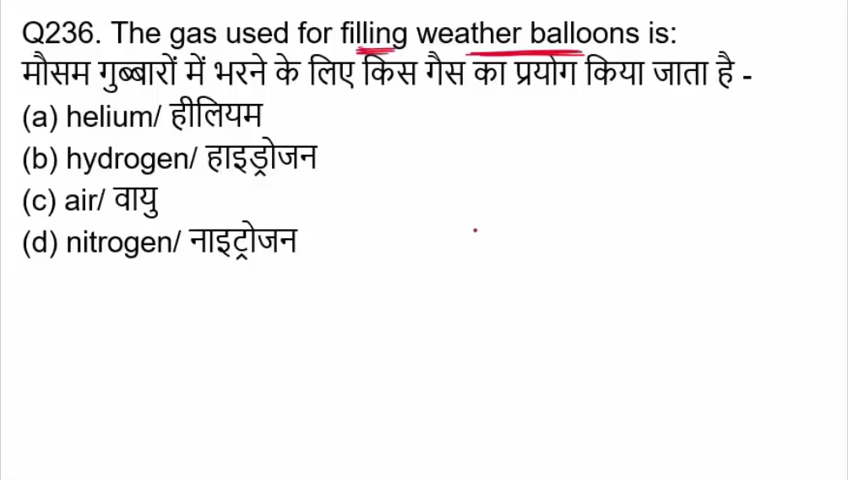 Q236. The gas used for filling weather balloons is:
मौसम गुब्बारों में भरने के लिए किस गैस का प्रयोग किया जाता है -
(a) helium/ हीलियम
(b) hydrogen/ हाइड्रोजन
(c) air/ वायु
(d) nitrogen/ नाइट्रोजन